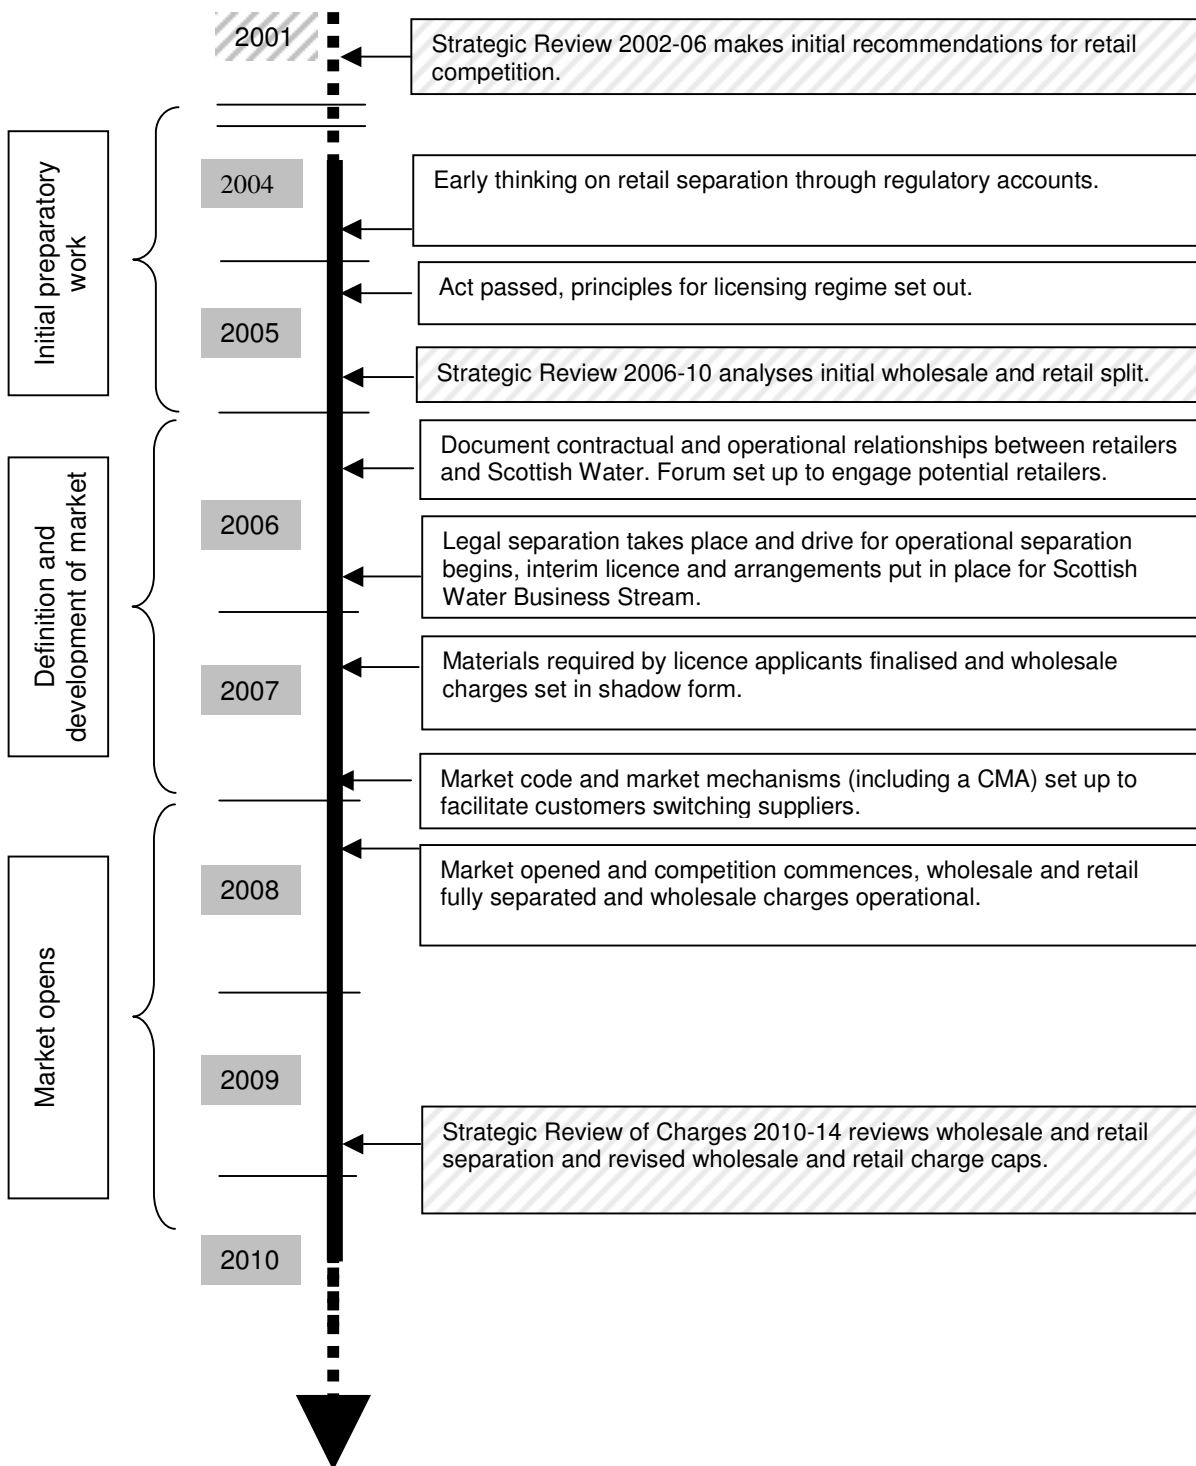 2001
Strategic Review 2002-06 makes initial recommendations for retail
competition.
Initial preparatory
work
2004
Early thinking on retail separation through regulatory accounts.
Act passed, principles for licensing regime set out.
2005
Strategic Review 2006-10 analyses initial wholesale and retail split.
Definition and
development of market
Document contractual and operational relationships between retailers
and Scottish Water. Forum set up to engage potential retailers.
2006
Legal separation takes place and drive for operational separation
begins, interim licence and arrangements put in place for Scottish
Water Business Stream.
Materials required by licence applicants finalised and wholesale
charges set in shadow form.
2007
Market code and market mechanisms (including a CMA) set up to
facilitate customers switching suppliers.
Market opens
Market opened and competition commences, wholesale and retail
fully separated and wholesale charges operational.
2008
2009
Strategic Review of Charges 2010-14 reviews wholesale and retail
separation and revised wholesale and retail charge caps.
2010